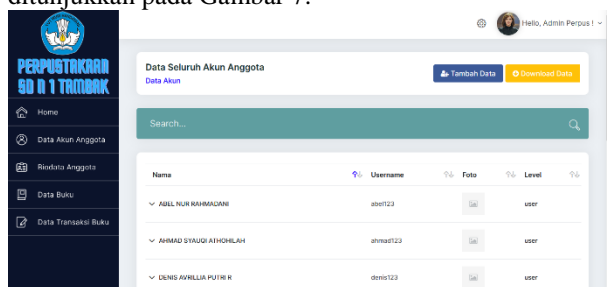 ditunjukkan pada Gambar 7.
Hello, Admin Perpus !
PERPUSTAKAAN
SD N 1 TAMBAK
Data Seluruh Akun Anggota
Data Akun
Tambah Data
Download Data
Home
Data Akun Anggota
Biodata Anggota
Data Buku
Data Transaksi Buku
Search...
Nama Username Foto Level
ABEL NUR RAHMADANI abel123 user
AHMAD SYAUQI ATHOHILAH ahmad123 user
DENIS AVRILLIA PUTRI R denis123 user